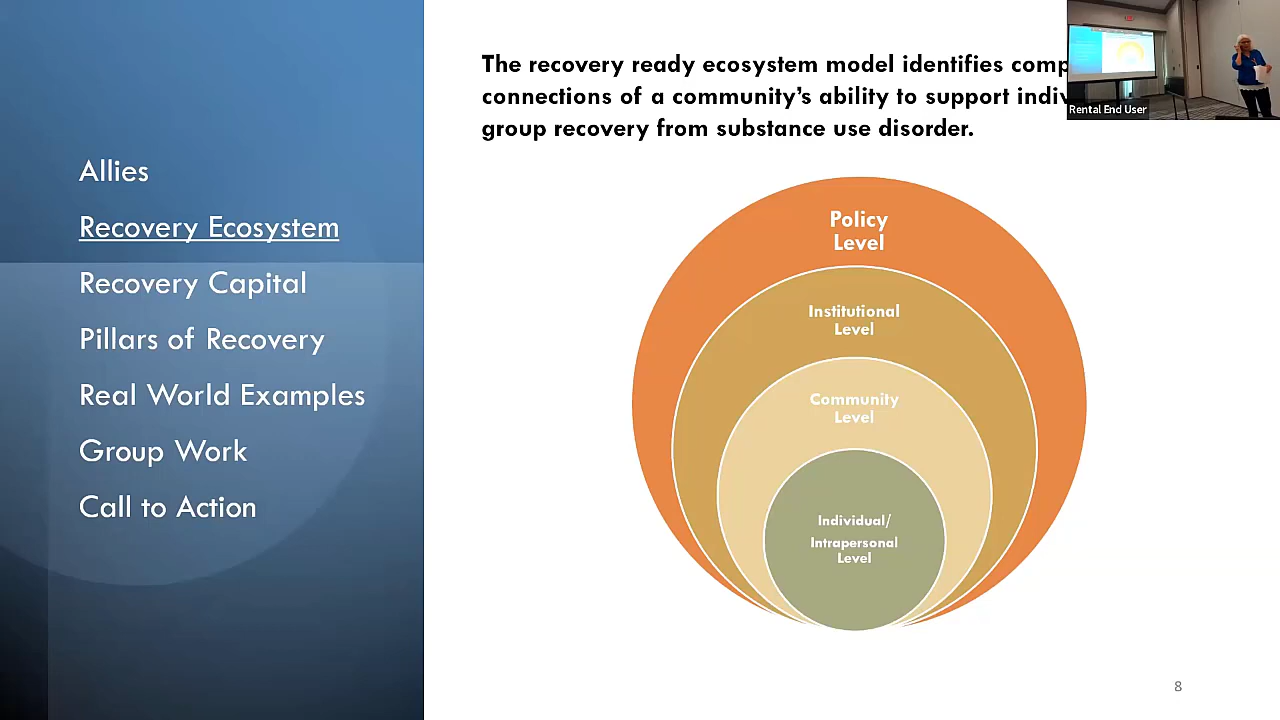 Allies
Recovery Ecosystem
Recovery Capital
Pillars of Recovery
Real World Examples
Group Work
Call to Action
The recovery ready ecosystem model identifies
connections of a community's ability to support
group recovery from substance use disorder.
Rental End User
Policy
Level
Institutional
Level
Community
Level
Individual/
Intrapersonal
Level
8